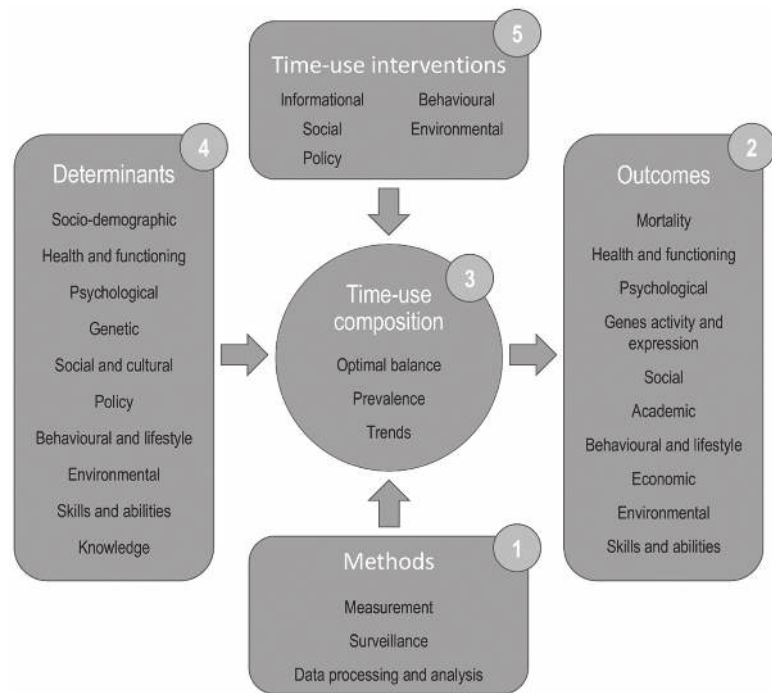 5
Time-use interventions
Informational
Behavioural
Social
Environmental
Policy
4
Determinants
Socio-demographic
Health and functioning
Psychological
Genetic
Social and cultural
Policy
Behavioural and lifestyle
Environmental
Skills and abilities
Knowledge
3
Time-use
composition
Optimal balance
Prevalence
Trends
2
Outcomes
Mortality
Health and functioning
Psychological
Genes activity and
expression
Social
Academic
Behavioural and lifestyle
Economic
Environmental
Skills and abilities
1
Methods
Measurement
Surveillance
Data processing and analysis